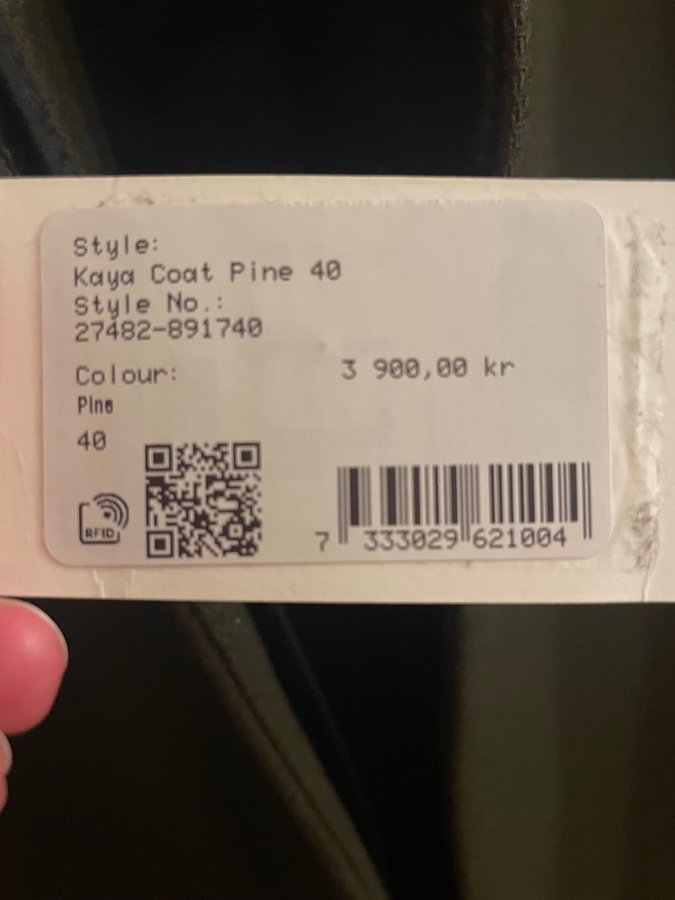 Style:
Kaya Coat Pine 40
Style No.:
27482-891740
Colour:
3 900,00 kr
Pine
40
RFID
7 333029 621004